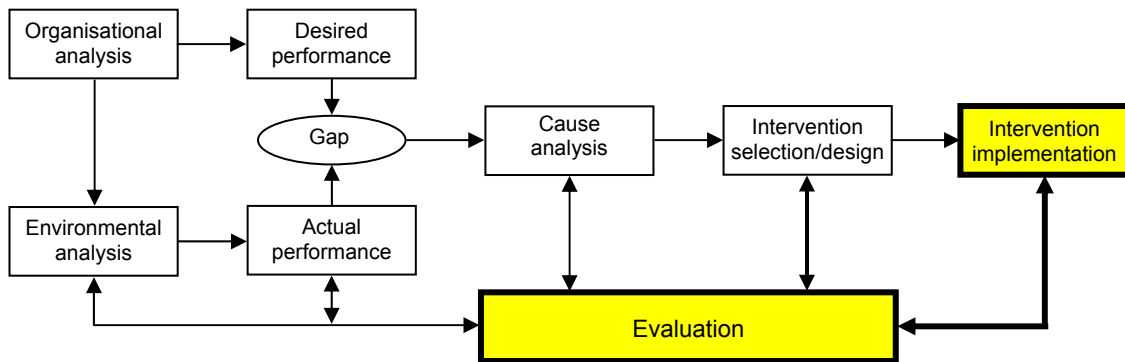 Organisational
analysis
Desired
performance
Gap
Cause
analysis
Intervention
selection/design
Intervention
implementation
Environmental
analysis
Actual
performance
Evaluation